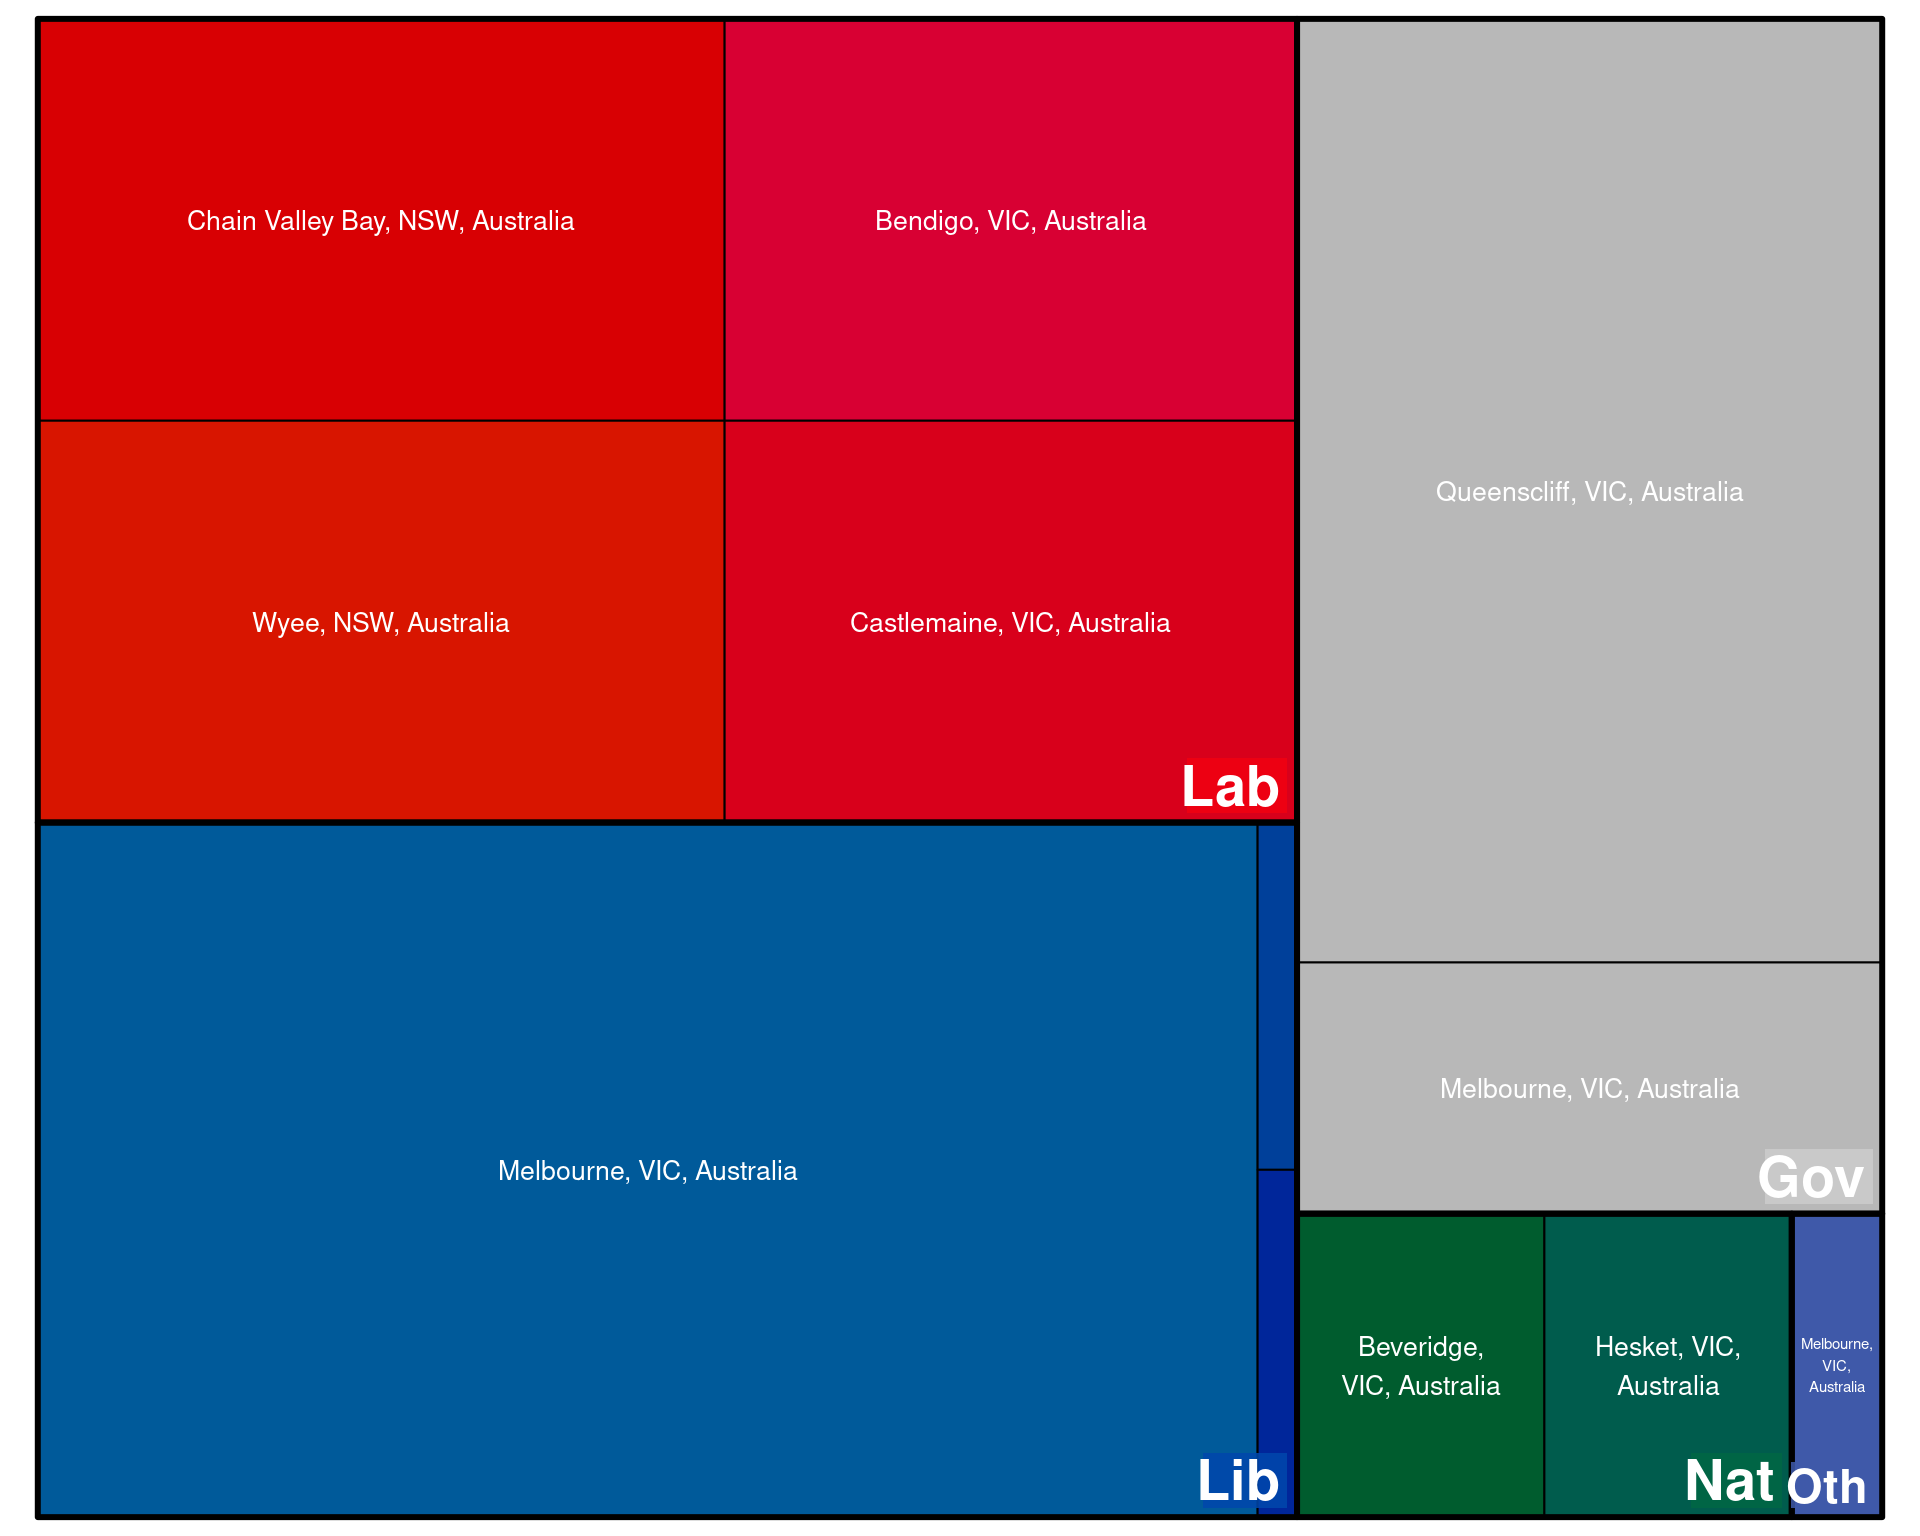 Chain Valley Bay, NSW, Australia
Bendigo, VIC, Australia
Wyee, NSW, Australia
Castlemaine, VIC, Australia
Lab
Melbourne, VIC, Australia
Lib
Queenscliff, VIC, Australia
Melbourne, VIC, Australia
Gov
Beveridge,
VIC, Australia
Hesket, VIC,
Australia
Nat
Melbourne,
VIC,
Australia
Oth